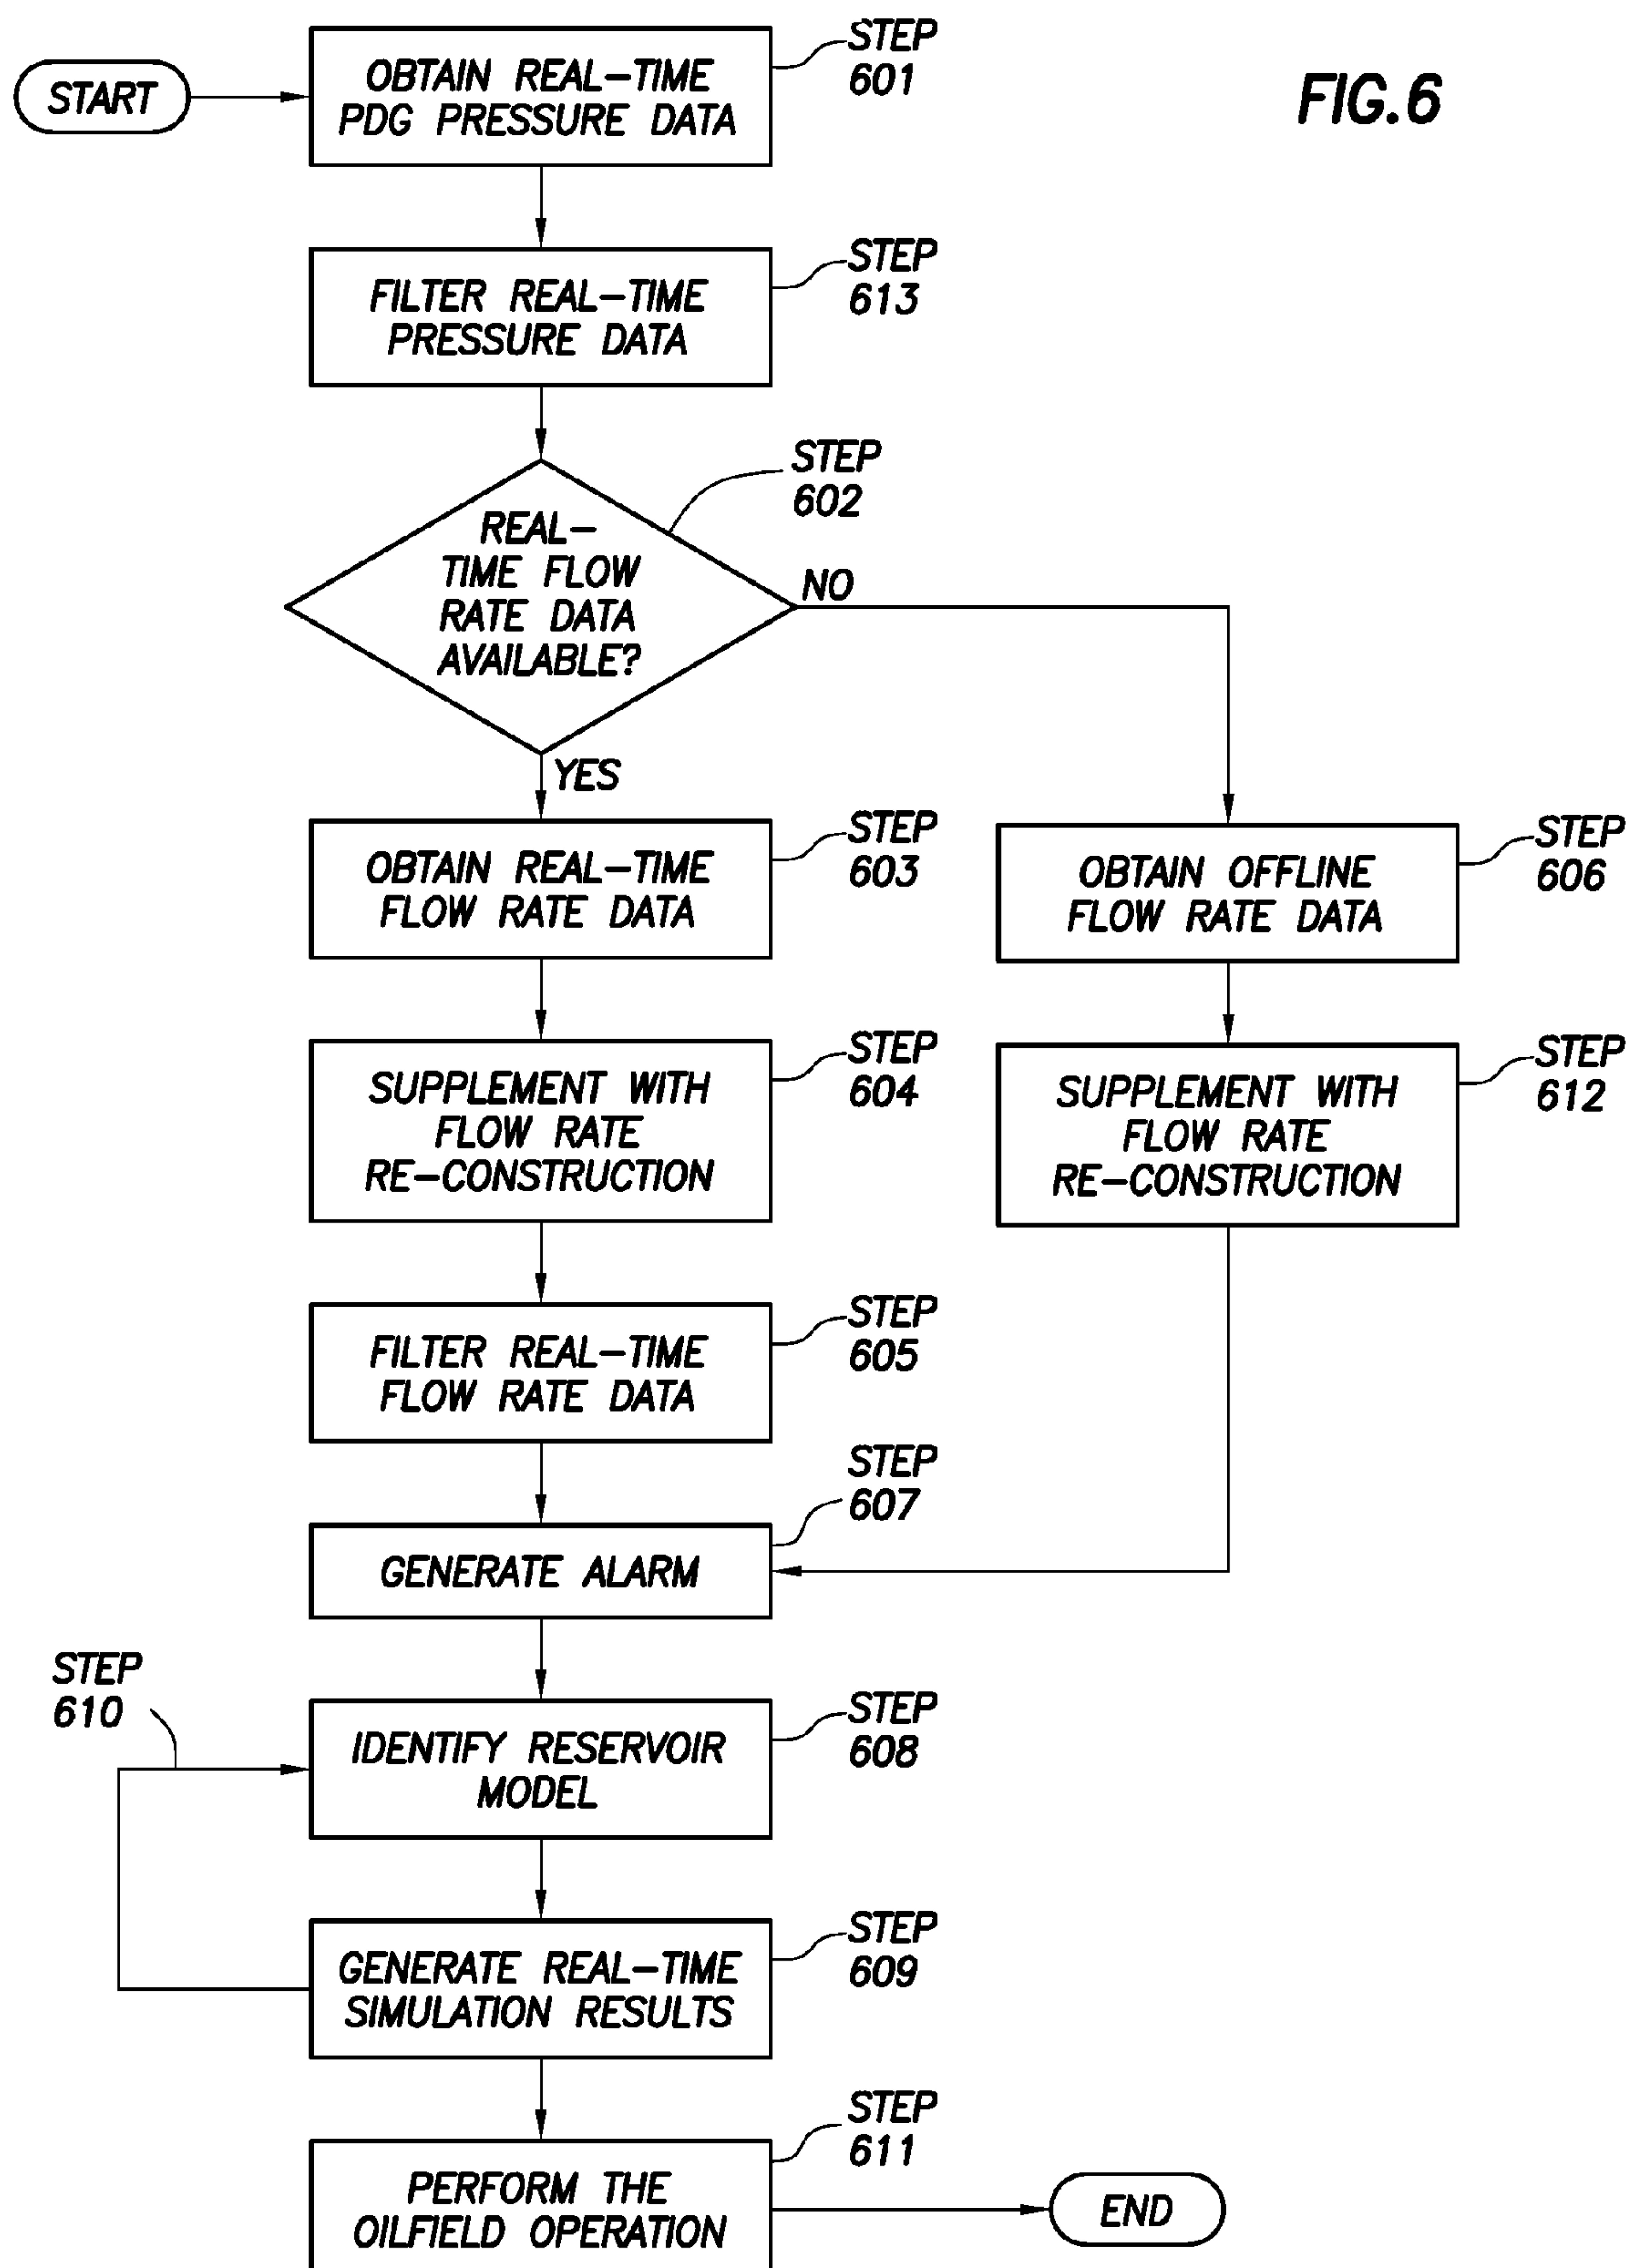 FIG.6
START
OBTAIN REAL-TIME
PDG PRESSURE DATA
STEP
601
FILTER REAL-TIME
PRESSURE DATA
STEP
613
REAL-
TIME FLOW
RATE DATA
AVAILABLE?
STEP
602
NO
YES
OBTAIN REAL-TIME
FLOW RATE DATA
STEP
603
OBTAIN OFFLINE
FLOW RATE DATA
STEP
606
SUPPLEMENT WITH
FLOW RATE
RE-CONSTRUCTION
STEP
604
SUPPLEMENT WITH
FLOW RATE
RE-CONSTRUCTION
STEP
612
FILTER REAL-TIME
FLOW RATE DATA
STEP
605
GENERATE ALARM
STEP
607
STEP
610
IDENTIFY RESERVOIR
MODEL
STEP
608
GENERATE REAL-TIME
SIMULATION RESULTS
STEP
609
PERFORM THE
OILFIELD OPERATION
STEP
611
END